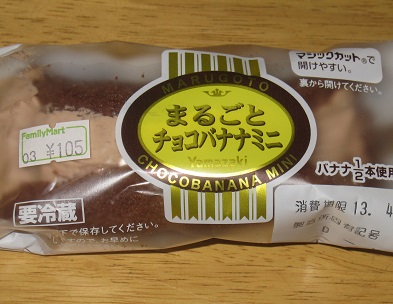 マジックカット®で
開けやすい。
裏から開けてください。
MARUGOTO
まるごと
チョコバナナミニ
Yamazaki
CHOCOBANANA MINI
FamilyMart
03 ¥105
バナナ1/2本使用
要冷蔵
消費期限 13. 4
下で保存してください。